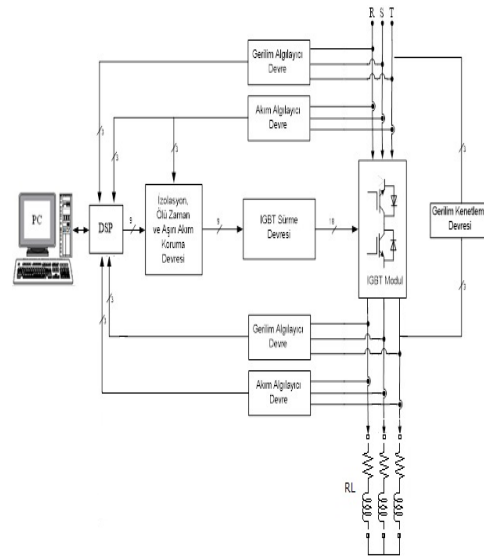 R S T
Gerilim Algılayıcı
Devre
Akım Algılayıcı
Devre
3
3
3
3
PC
DSP
9
İzolasyon,
Ölü Zaman
ve Aşırı Akım
Koruma
Devresi
9
IGBT Sürme
Devresi
18
IGBT Modul
Gerilim Kenetleme
Devresi
3
3
3
Gerilim Algılayıcı
Devre
Akım Algılayıcı
Devre
RL